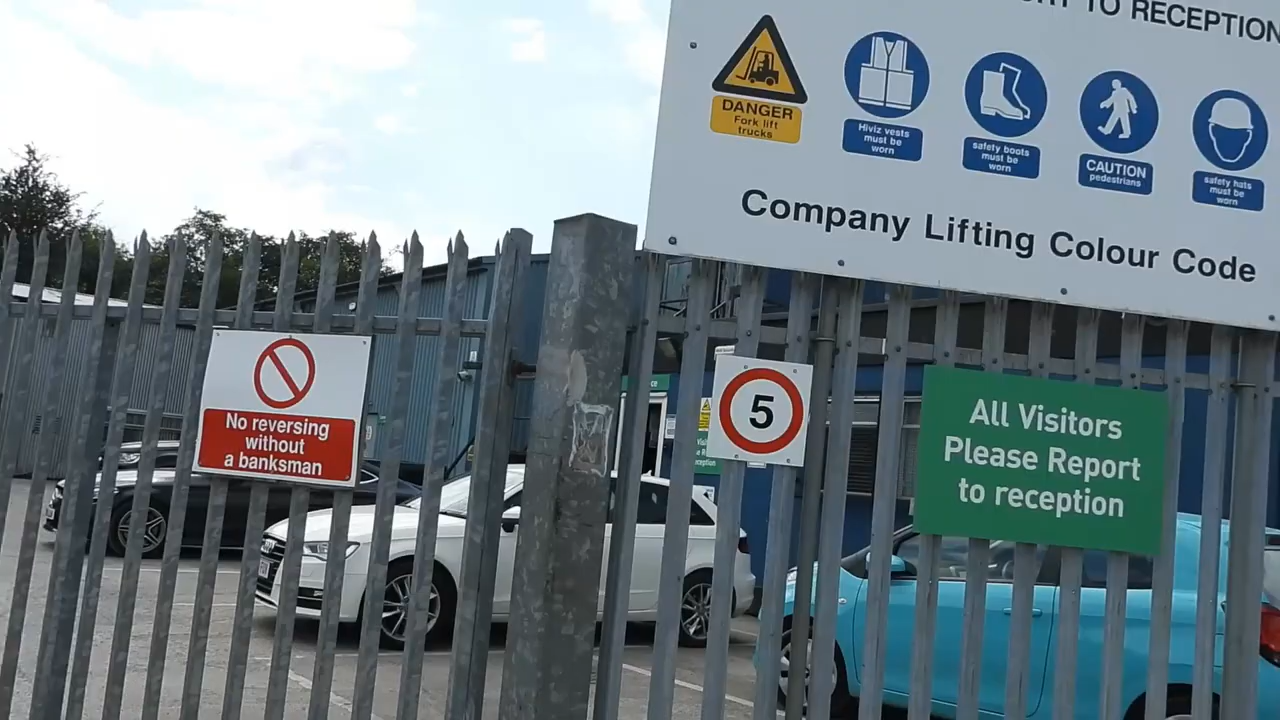 TO RECEPTION
DANGER
Fork lift
trucks
Hiviz vests
must be
worn
safety boots
must be
worn
CAUTION
pedestrians
safety hats
must be
worn
Company Lifting Colour Code
No reversing
without
a banksman
5
All Visitors
Please Report
to reception